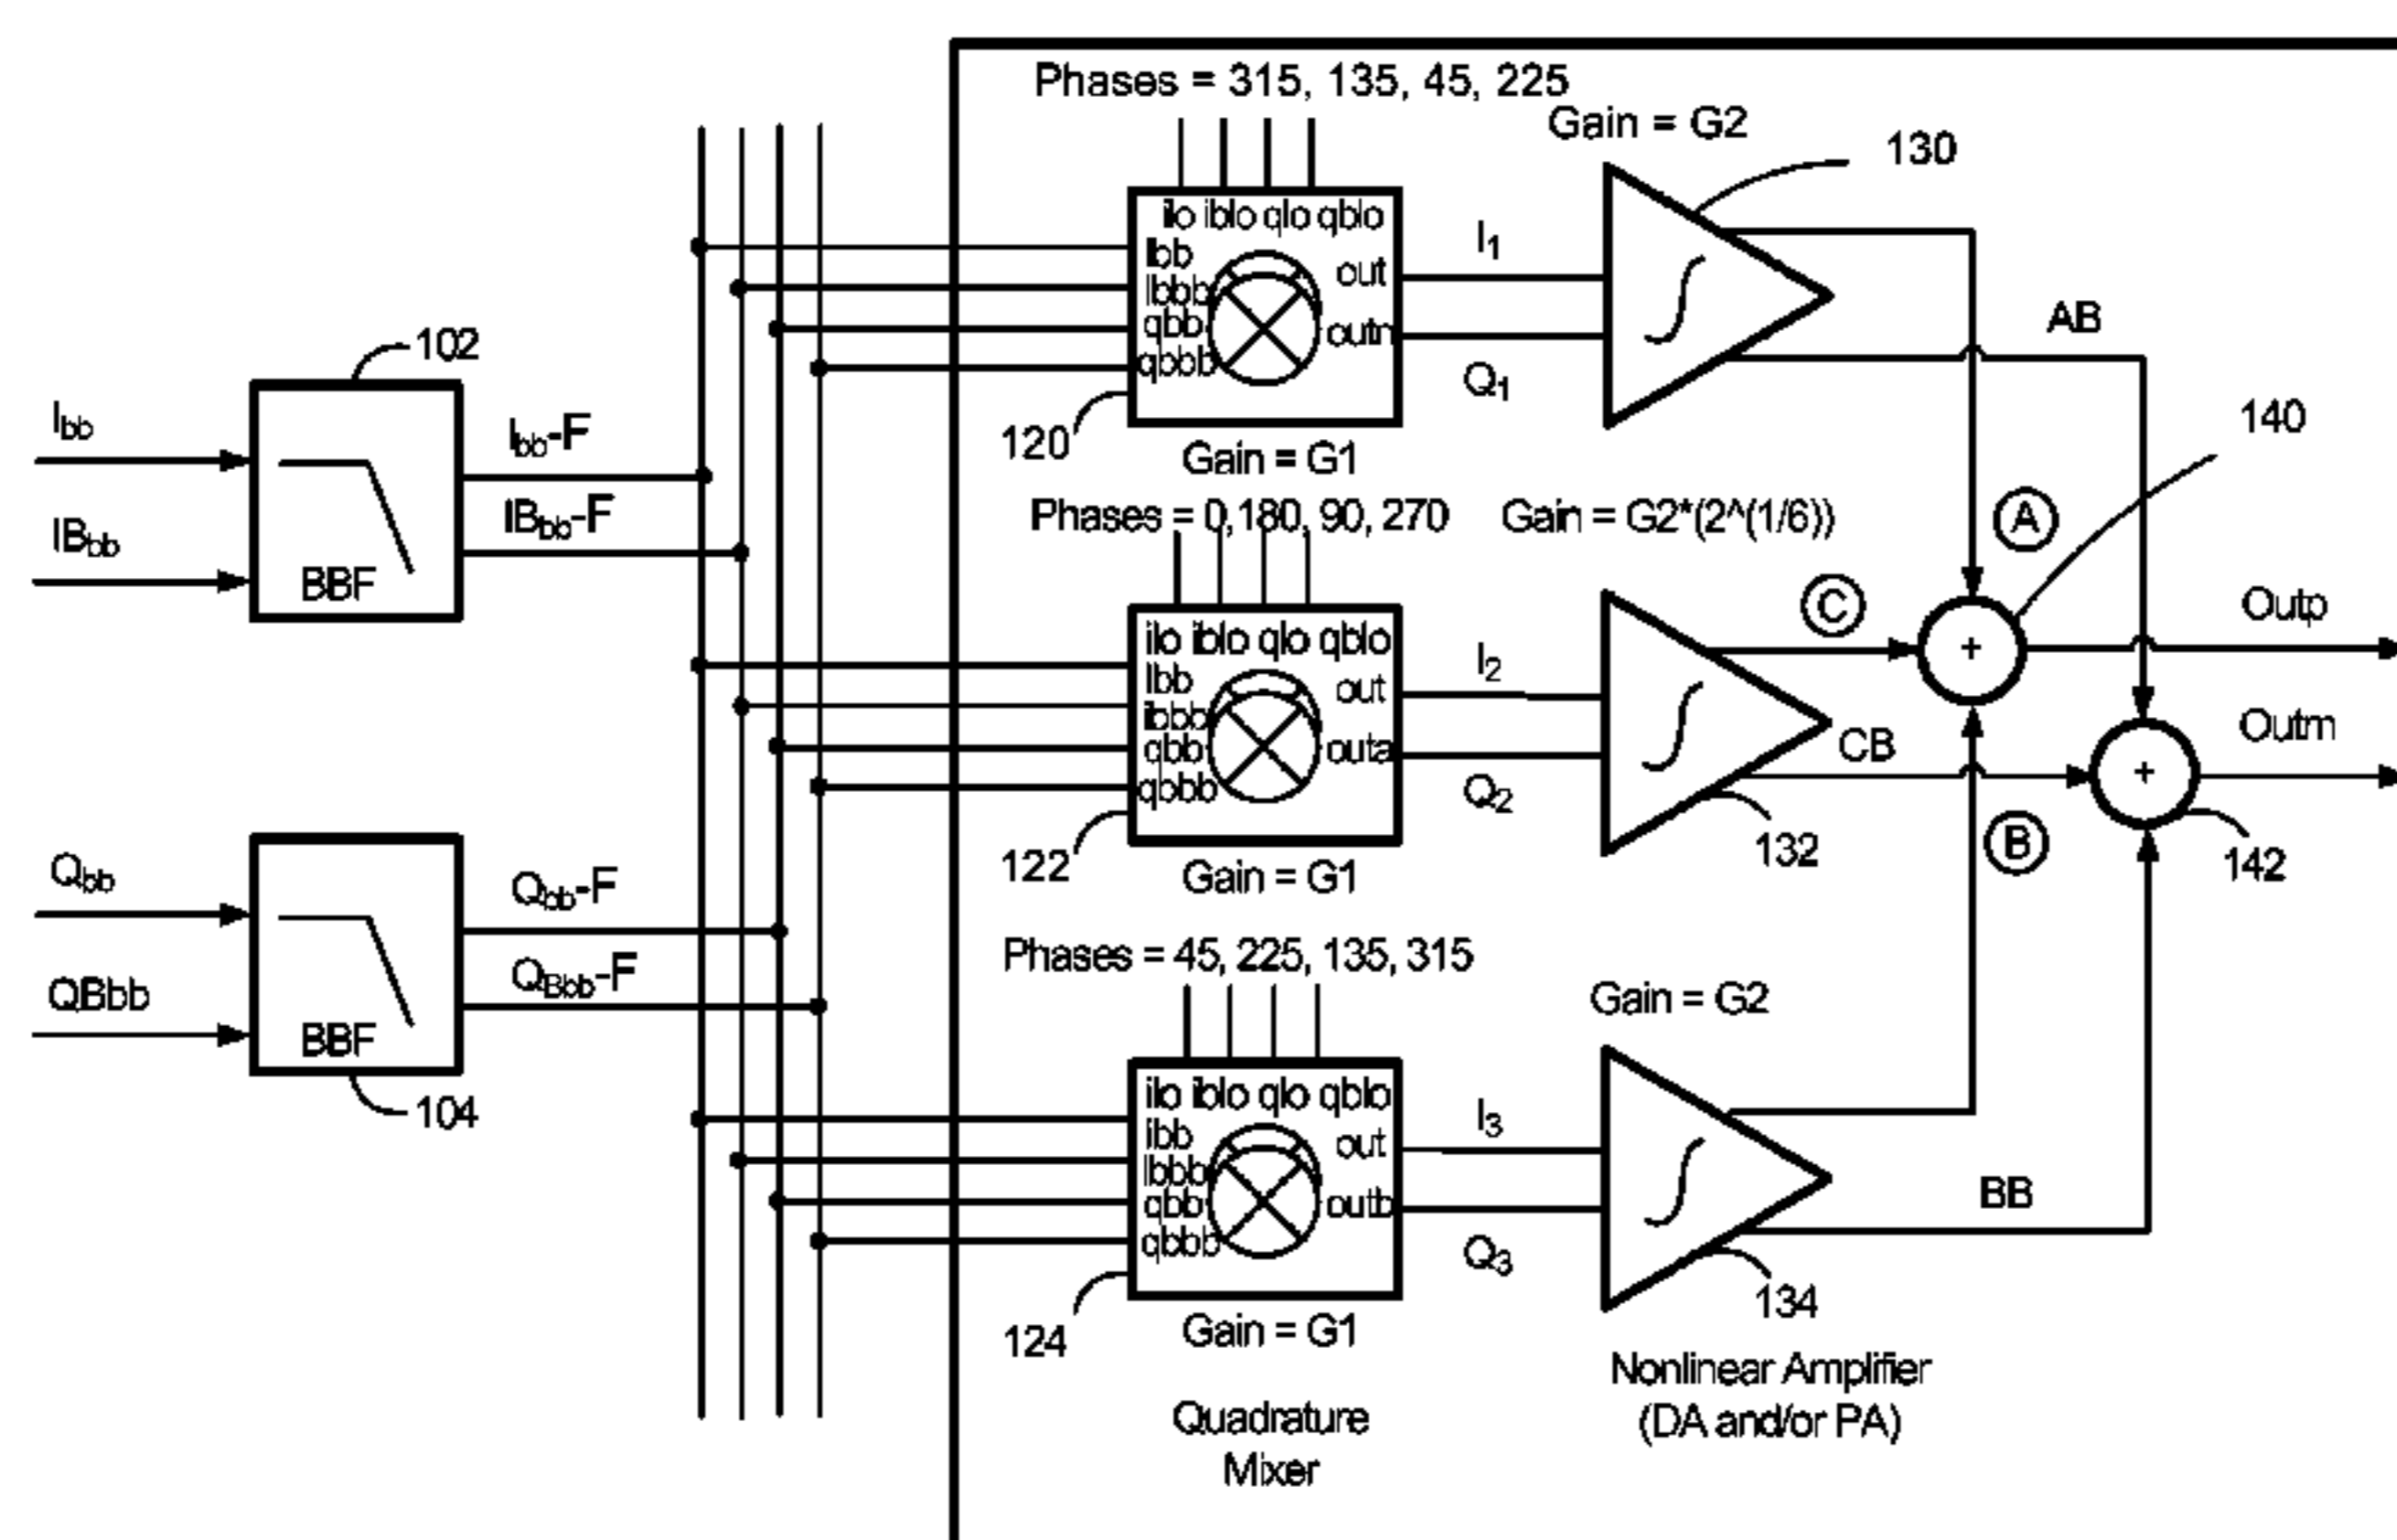 Phases = 315, 135, 45, 225
Gain = G2
130
ilo iblo qlo qblo
Ibb
Ibbb
qbb
qbbb
out
outn
I1
Q1
AB
120
Gain = G1
140
102
Ibb
IBbb
BBF
Ibb-F
IBbb-F
Phases = 0,180, 90, 270
Gain = G2*(2^(1/6))
A
C
ilo iblo qlo qblo
Ibb
ibbb
qbb
qbbb
out
outa
I2
Q2
CB
+
Outp
Outm
+
B
122
Gain = G1
132
142
Qbb
QBbb
BBF
Qbb-F
QBbb-F
104
Phases = 45, 225, 135, 315
Gain = G2
ilo iblo qlo qblo
ibb
Ibbb
qbb
qbbb
out
outb
I3
Q3
BB
124
Gain = G1
134
Quadrature
Mixer
Nonlinear Amplifier
(DA and/or PA)